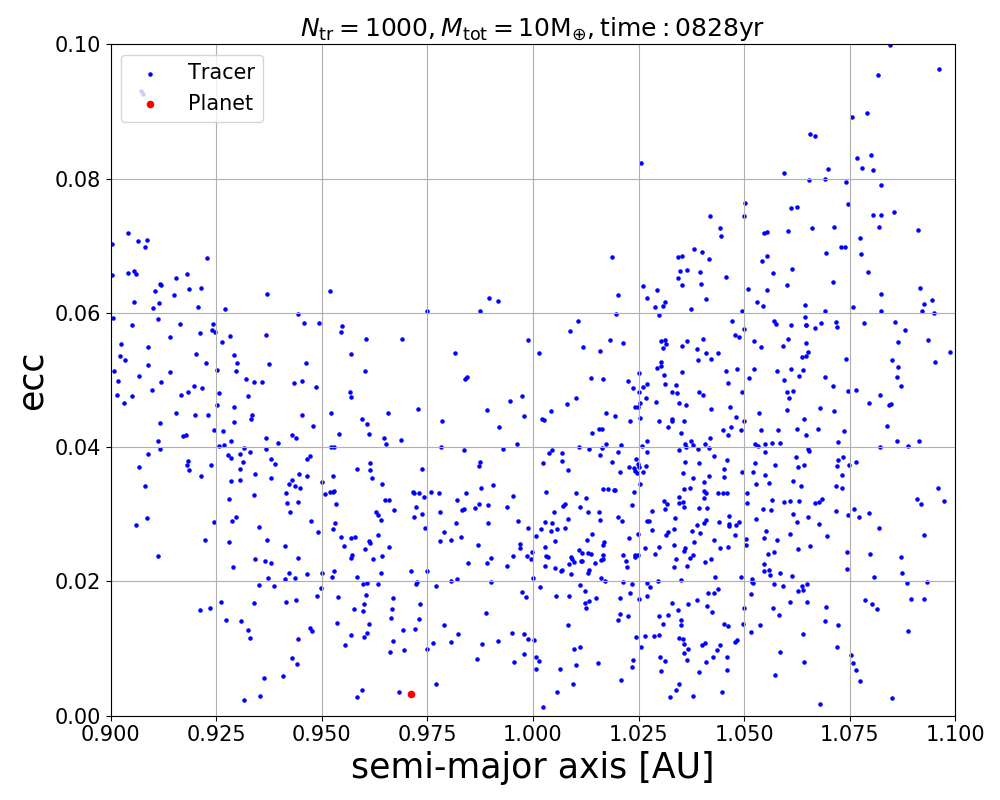 N_tr = 1000, M_tot = 10M_⊕, time : 0828yr
0.10
0.08
0.06
0.04
0.02
0.00
ecc
Tracer
Planet
0.900 0.925 0.950 0.975 1.000 1.025 1.050 1.075 1.100
semi-major axis [AU]